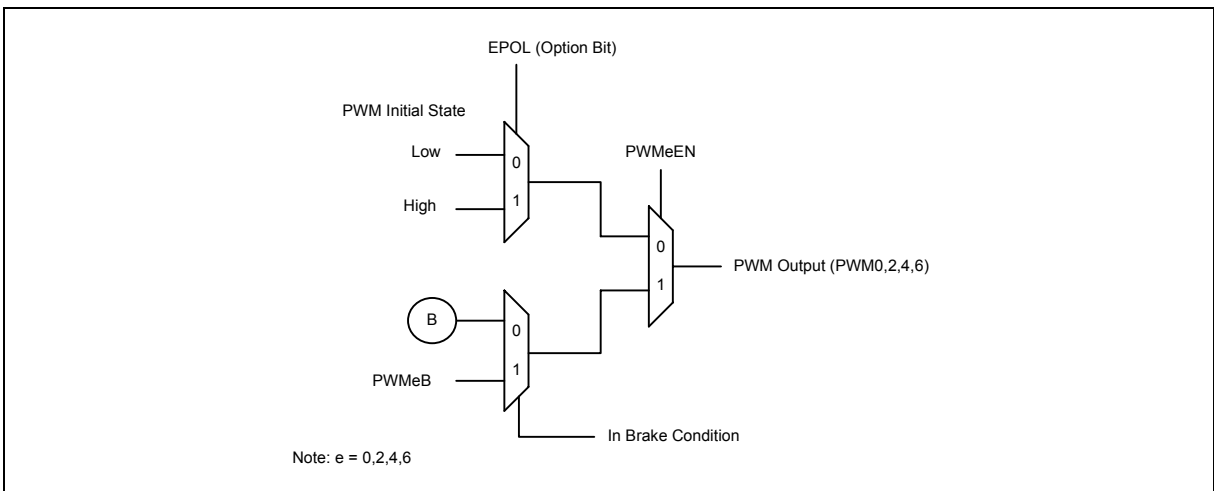 EPOL (Option Bit)
PWM Initial State
Low
0
High
1
PWMeEN
0
1
PWM Output (PWM0,2,4,6)
B
0
PWMeB
1
In Brake Condition
Note: e = 0,2,4,6